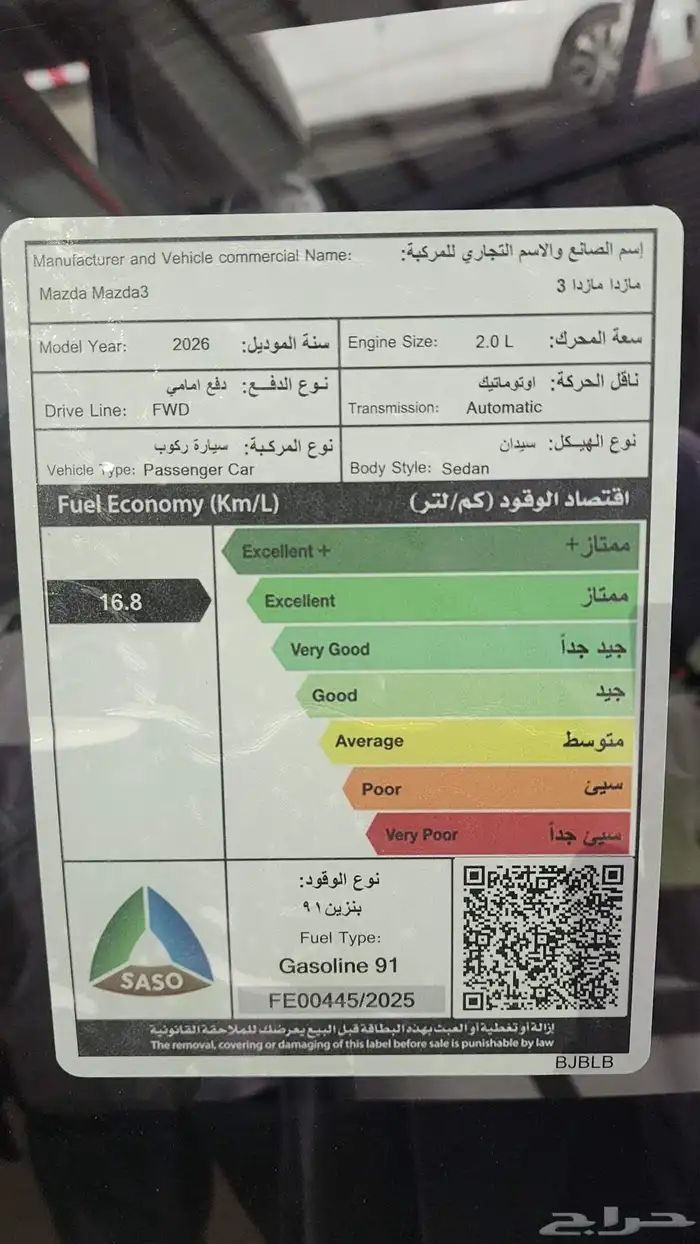 Manufacturer and Vehicle commercial Name: إسم الصانع والاسم التجاري للمركبة:
Mazda Mazda3 مازدا مازدا 3
Model Year: 2026 سنة الموديل: Engine Size: 2.0 L سعة المحرك:
نوع الدفع: دفع امامي ناقل الحركة: اوتوماتيك
Drive Line: FWD Transmission: Automatic
نوع المركبة: سيارة ركوب نوع الهيكل: سيدان
Vehicle Type: Passenger Car Body Style: Sedan
Fuel Economy (Km/L) اقتصاد الوقود (كم/لتر)
Excellent + ممتاز+
16.8 Excellent ممتاز
Very Good جيد جداً
Good جيد
Average متوسط
Poor سيئ
Very Poor سيئ جداً
نوع الوقود:
بنزين ٩١
Fuel Type:
Gasoline 91
SASO
FE00445/2025
إزالة أو تغطية أو العبث بهذه البطاقة قبل البيع يعرضك للملاحقة القانونية
The removal, covering or damaging of this label before sale is punishable by law
BJBLB
حراج